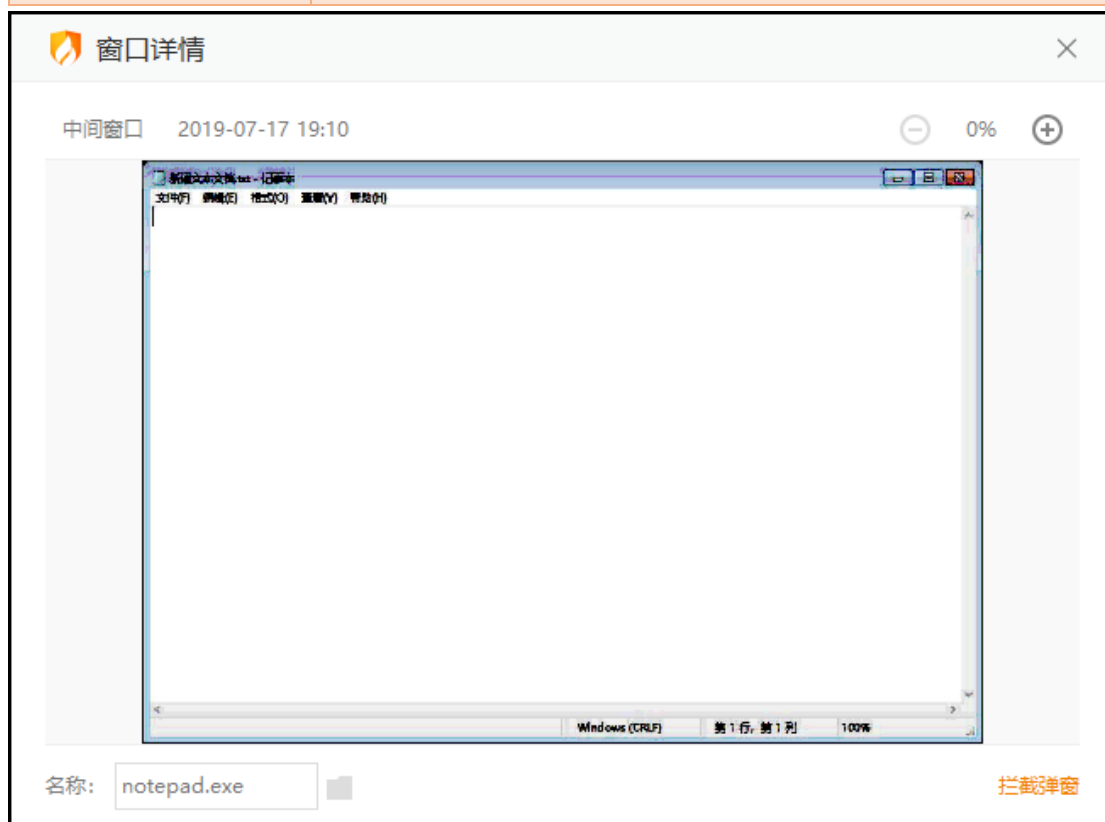 窗口详情
中间窗口 2019-07-17 19:10 0%
新建文本文档.txt - 记事本
文件(F) 编辑(E) 格式(O) 查看(V) 帮助(H)
Windows (CRLF) 第 1 行, 第 1 列 100%
名称: notepad.exe 拦截弹窗